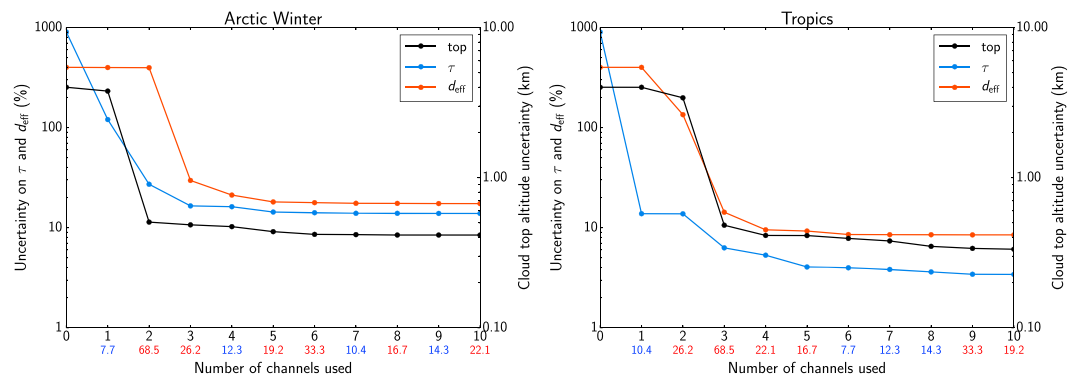 Arctic Winter
Uncertainty on τ and d_eff (%)
1000
100
10
1
10.00
1.00
0.10
Cloud top altitude uncertainty (km)
top
τ
d_eff
0 1 2 3 4 5 6 7 8 9 10
7.7 68.5 26.2 12.3 19.2 33.3 10.4 16.7 14.3 22.1
Number of channels used
Tropics
Uncertainty on τ and d_eff (%)
1000
100
10
1
10.00
1.00
0.10
Cloud top altitude uncertainty (km)
top
τ
d_eff
0 1 2 3 4 5 6 7 8 9 10
10.4 26.2 68.5 22.1 16.7 7.7 12.3 14.3 33.3 19.2
Number of channels used